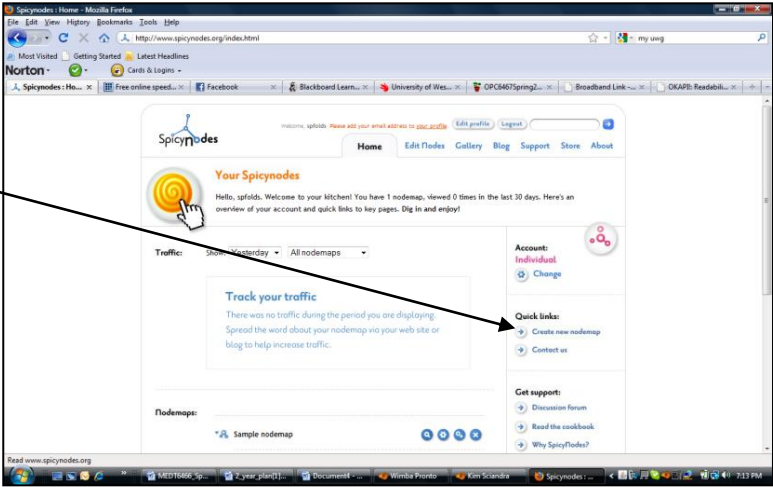 Spicynodes : Home - Mozilla Firefox
File Edit View History Bookmarks Tools Help
http://www.spicynodes.org/index.html
my uwg
Most Visited Getting Started Latest Headlines
Norton - Cards & Logins -
Spicynodes : Ho... Free online speed... Facebook Blackboard Learn... University of Wes... OPC6467Spring2... Broadband Link -... OKAPI: Readabili...
Spicynodes
welcome, spfolds Please add your email address to your profile Edit profile Logout
Home Edit Nodes Gallery Blog Support Store About
Your Spicynodes
Hello, spfolds. Welcome to your kitchen! You have 1 nodemap, viewed 0 times in the last 30 days. Here's an
overview of your account and quick links to key pages. Dig in and enjoy!
Traffic: Show: Yesterday All nodemaps
Track your traffic
There was no traffic during the period you are displaying.
Spread the word about your nodemap via your web site or
blog to help increase traffic.
Nodemaps:
Sample nodemap
Account:
Individual
Change
Quick links:
Create new nodemap
Contact us
Get support:
Discussion forum
Read the cookbook
Why SpicyNodes?
Read www.spicynodes.org
MEDT6466_Sp... 2_year_plan[1]... Document4 - ... Wimba Pronto Kim Sciandra Spicynodes : ... 7:13 PM